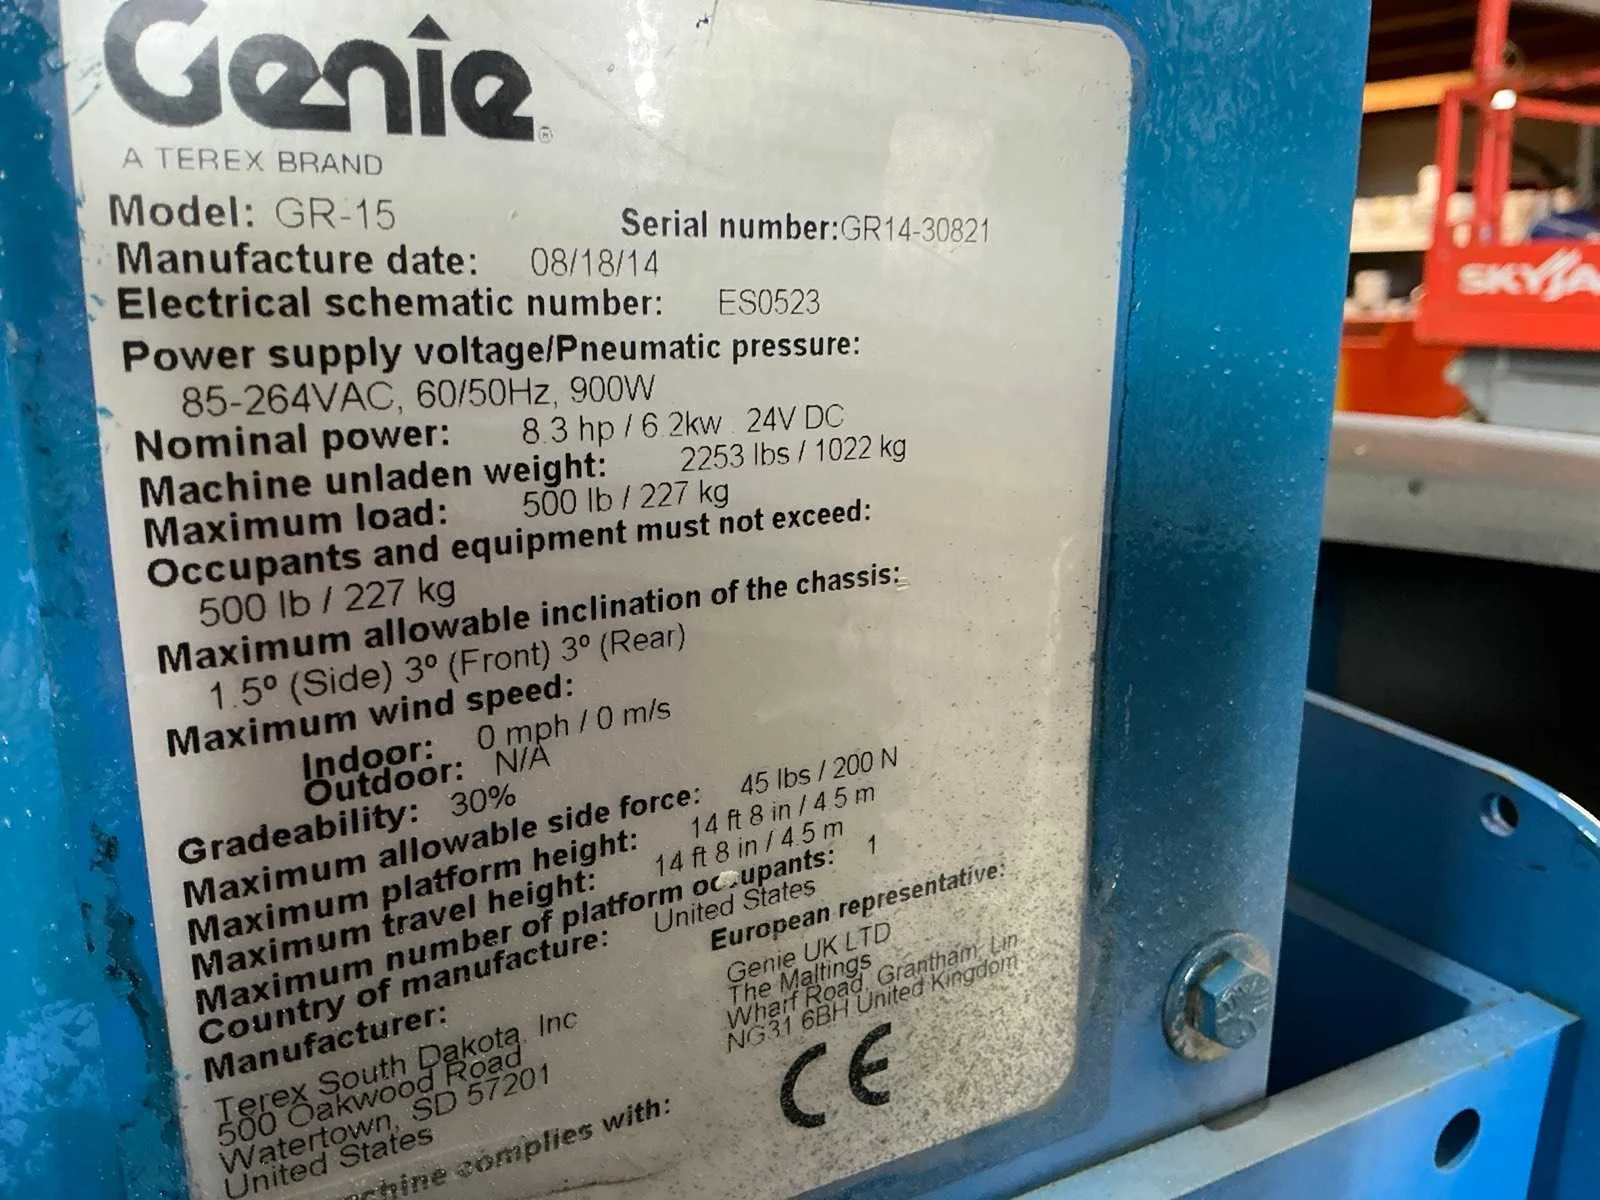 Genie®
A TEREX BRAND
Model: GR-15
Serial number:GR14-30821
Manufacture date: 08/18/14
Electrical schematic number: ES0523
Power supply voltage/Pneumatic pressure:
85-264VAC, 60/50Hz, 900W
Nominal power: 8.3 hp / 6.2kw 24V DC
Machine unladen weight: 2253 lbs / 1022 kg
Maximum load: 500 lb / 227 kg
Occupants and equipment must not exceed:
500 lb / 227 kg
Maximum allowable inclination of the chassis:
1.5º (Side) 3º (Front) 3º (Rear)
Maximum wind speed:
Indoor: 0 mph / 0 m/s
Outdoor: N/A
Gradeability: 30%
Maximum allowable side force: 45 lbs / 200 N
Maximum platform height: 14 ft 8 in / 4.5 m
Maximum travel height: 14 ft 8 in / 4.5 m
Maximum number of platform occupants: 1
Country of manufacture: United States
Manufacturer:
Terex South Dakota, Inc
500 Oakwood Road
Watertown, SD 57201
United States
European representative:
Genie UK LTD
The Maltings
Wharf Road, Grantham, Lin
NG31 6BH United Kingdom
CE
complies with:
SKY